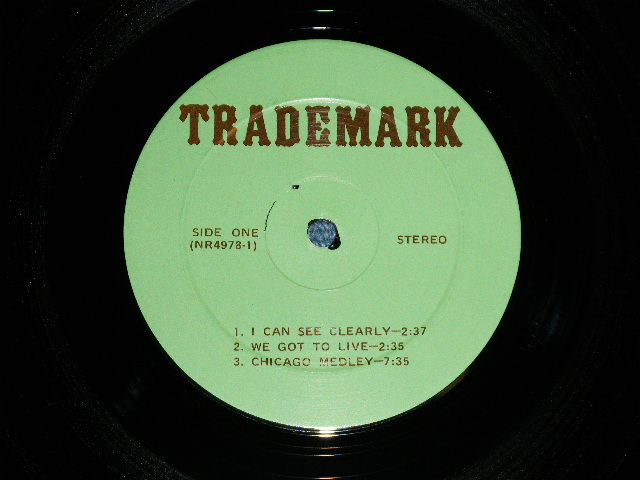 TRADEMARK
SIDE ONE
(NR4978-1)
STEREO
1. I CAN SEE CLEARLY—2:37
2. WE GOT TO LIVE—2:35
3. CHICAGO MEDLEY—7:35